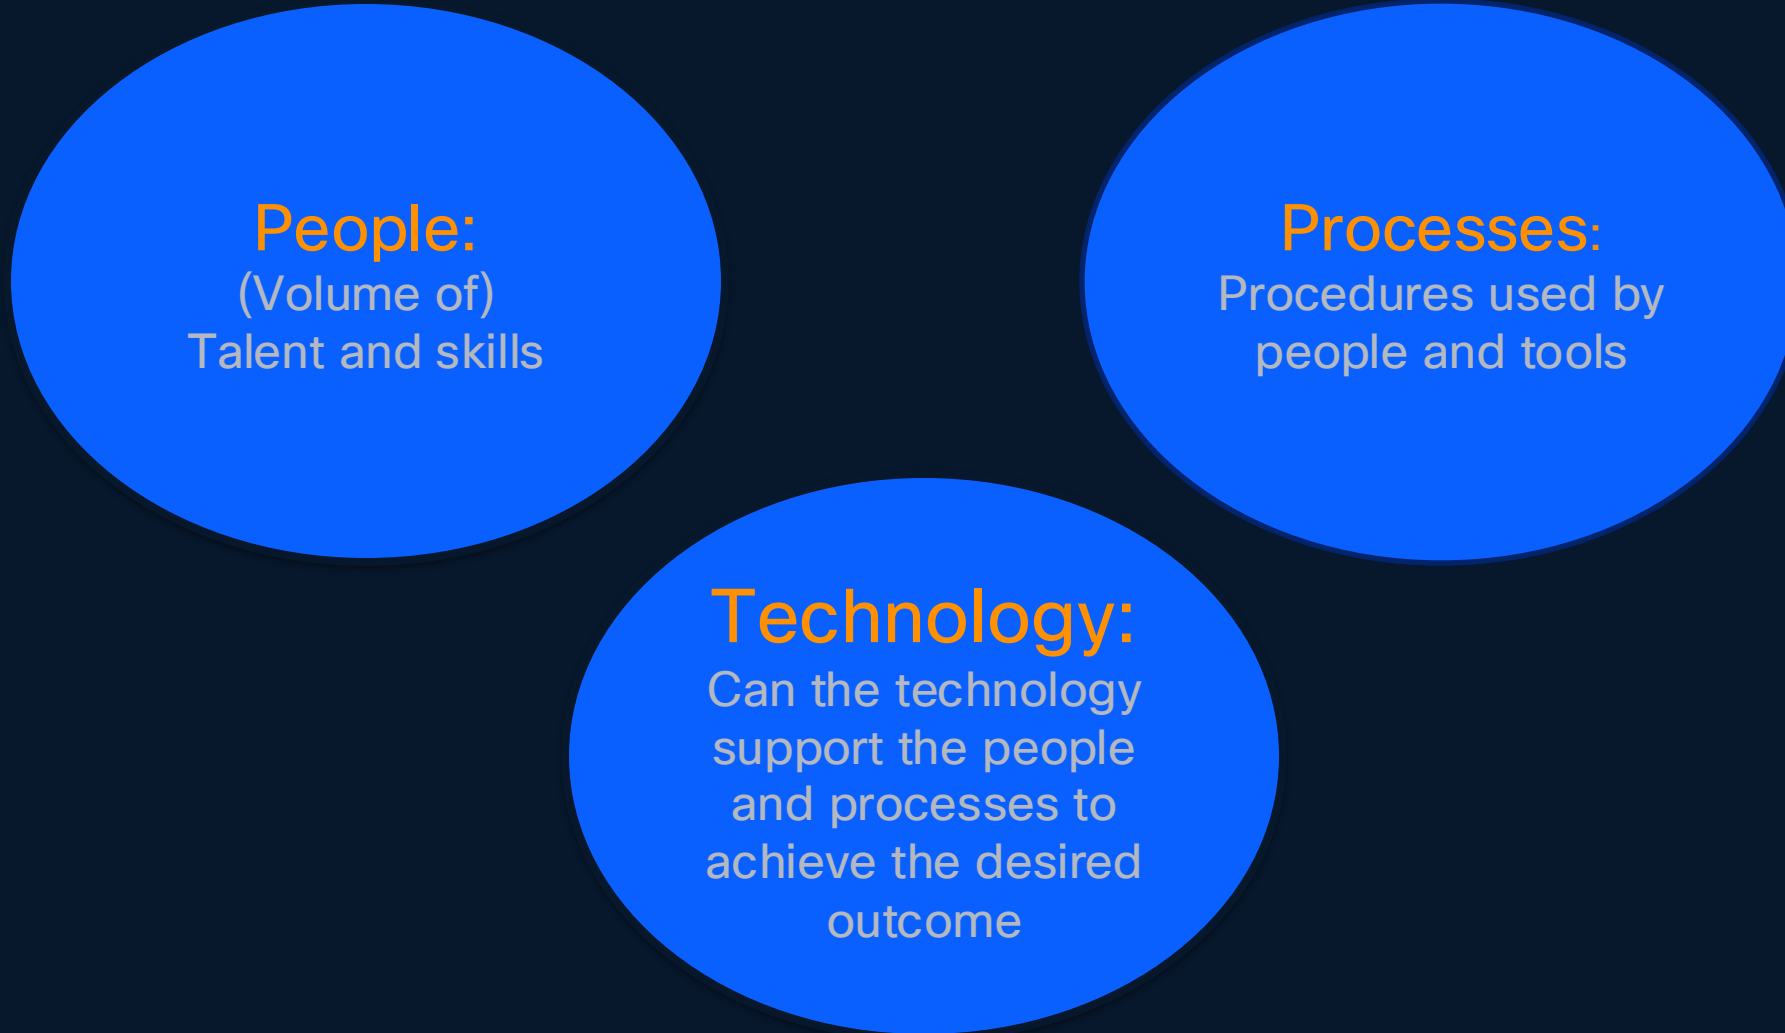 People:
(Volume of)
Talent and skills
Processes:
Procedures used by
people and tools
Technology:
Can the technology
support the people
and processes to
achieve the desired
outcome